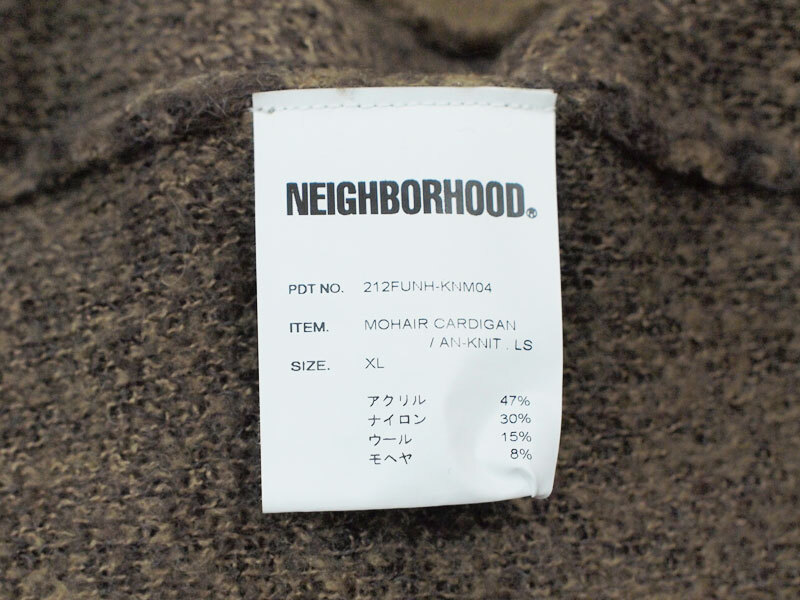 NEIGHBORHOOD®
PDT NO. 212FUNH-KNM04
ITEM. MOHAIR CARDIGAN
/ AN-KNIT . LS
SIZE. XL
アクリル 47%
ナイロン 30%
ウール 15%
モヘヤ 8%